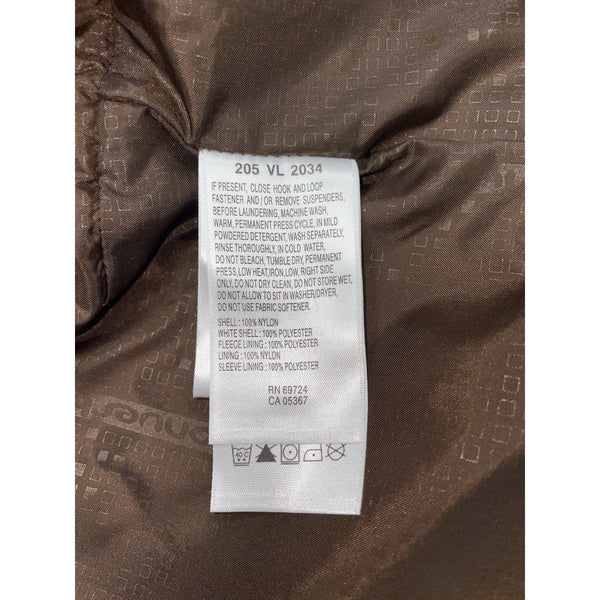 205 VL 2034
IF PRESENT, CLOSE HOOK AND LOOP
FASTENER AND/OR REMOVE SUSPENDERS,
BEFORE LAUNDERING, MACHINE WASH,
WARM, PERMANENT PRESS CYCLE, IN MILD
POWDERED DETERGENT, WASH SEPARATELY,
RINSE THOROUGHLY, IN COLD WATER,
DO NOT BLEACH, TUMBLE DRY, PERMANENT
PRESS, LOW HEAT, IRON, LOW, RIGHT SIDE
ONLY, DO NOT DRY CLEAN, DO NOT STORE WET,
DO NOT ALLOW TO SIT IN WASHER/DRYER,
DO NOT USE FABRIC SOFTENER.
SHELL : 100% NYLON
WHITE SHELL : 100% POLYESTER
FLEECE LINING : 100% POLYESTER
LINING : 100% NYLON
SLEEVE LINING : 100% POLYESTER
RN 69724
CA 05367
40 C